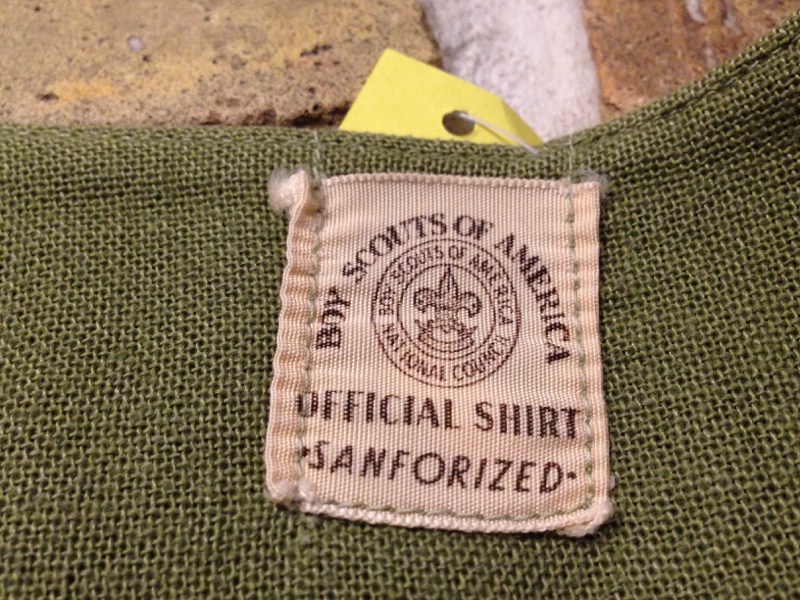 BOY SCOUTS OF AMERICA
BOY SCOUTS OF AMERICA
NATIONAL COUNCIL
OFFICIAL SHIRT
·SANFORIZED·